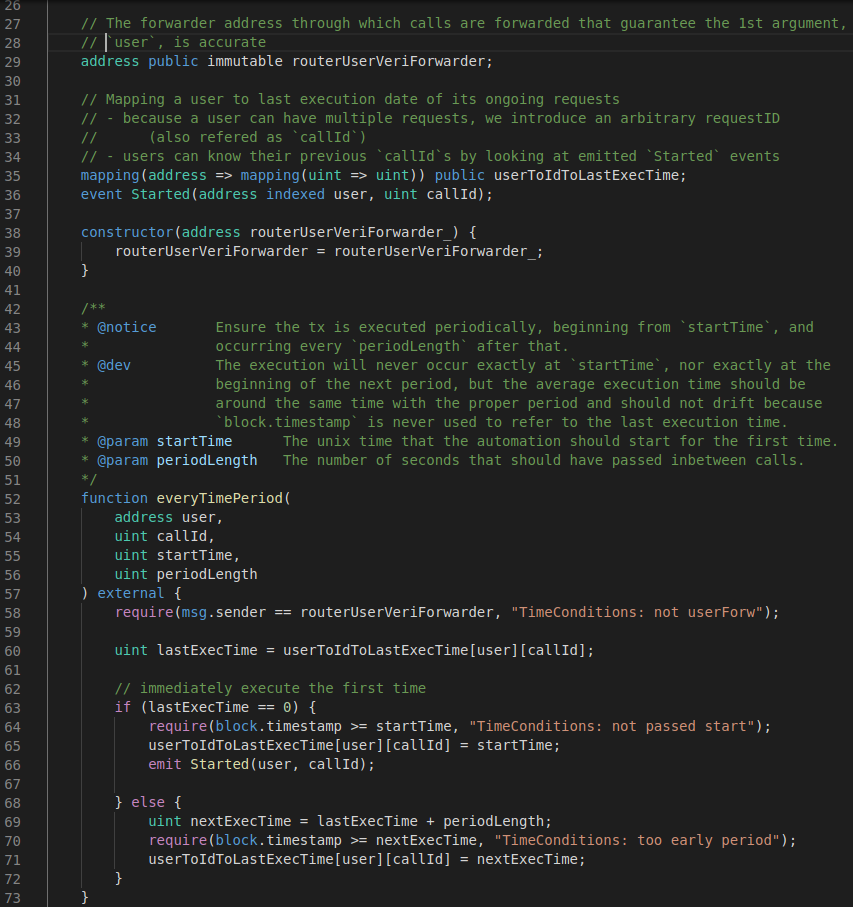 26
27 // The forwarder address through which calls are forwarded that guarantee the 1st argument,
28 // `user`, is accurate
29 address public immutable routerUserVeriForwarder;
30
31 // Mapping a user to last execution date of its ongoing requests
32 // - because a user can have multiple requests, we introduce an arbitrary requestID
33 //      (also refered as `callId`)
34 // - users can know their previous `callId`s by looking at emitted `Started` events
35 mapping(address => mapping(uint => uint)) public userToIdToLastExecTime;
36 event Started(address indexed user, uint callId);
37
38 constructor(address routerUserVeriForwarder_) {
39     routerUserVeriForwarder = routerUserVeriForwarder_;
40 }
41
42 /**
43 * @notice       Ensure the tx is executed periodically, beginning from `startTime`, and
44 *               occurring every `periodLength` after that.
45 * @dev          The execution will never occur exactly at `startTime`, nor exactly at the
46 *               beginning of the next period, but the average execution time should be
47 *               around the same time with the proper period and should not drift because
48 *               `block.timestamp` is never used to refer to the last execution time.
49 * @param startTime      The unix time that the automation should start for the first time.
50 * @param periodLength   The number of seconds that should have passed inbetween calls.
51 */
52 function everyTimePeriod(
53     address user,
54     uint callId,
55     uint startTime,
56     uint periodLength
57 ) external {
58     require(msg.sender == routerUserVeriForwarder, "TimeConditions: not userForw");
59
60     uint lastExecTime = userToIdToLastExecTime[user][callId];
61
62     // immediately execute the first time
63     if (lastExecTime == 0) {
64         require(block.timestamp >= startTime, "TimeConditions: not passed start");
65         userToIdToLastExecTime[user][callId] = startTime;
66         emit Started(user, callId);
67
68     } else {
69         uint nextExecTime = lastExecTime + periodLength;
70         require(block.timestamp >= nextExecTime, "TimeConditions: too early period");
71         userToIdToLastExecTime[user][callId] = nextExecTime;
72     }
73 }